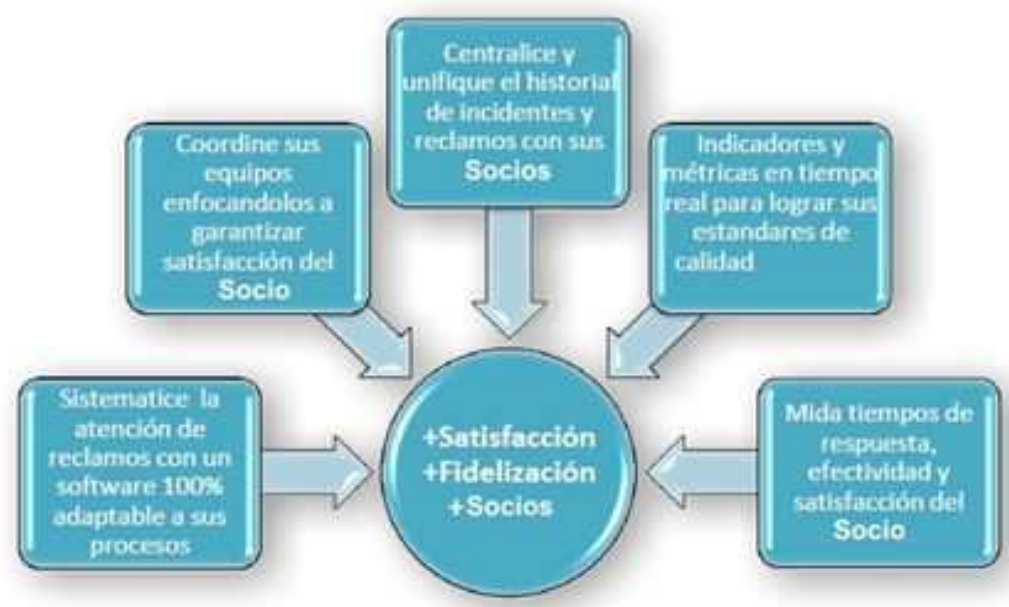 Centralice y
unifique el historial
de incidentes y
reclamos con sus
Socios
Coordine sus
equipos
enfocandolos a
garantizar
satisfacción del
Socio
Indicadores y
métricas en tiempo
real para lograr sus
estandares de
calidad
Sistematice la
atención de
reclamos con un
software 100%
adaptable a sus
procesos
+Satisfacción
+Fidelización
+Socios
Mida tiempos de
respuesta,
efectividad y
satisfacción del
Socio